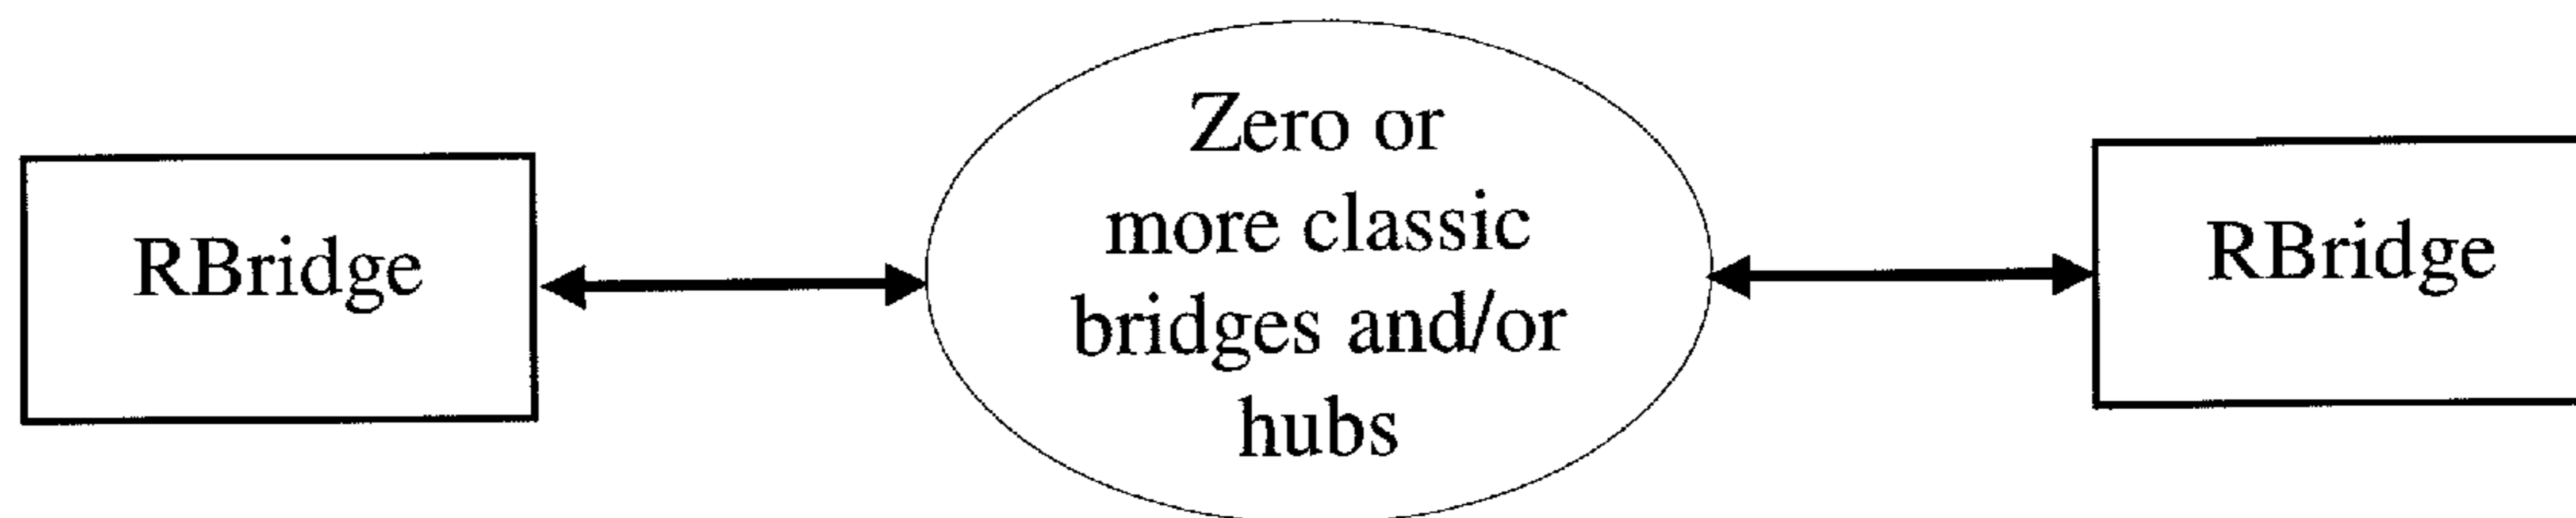 RBridge
Zero or
more classic
bridges and/or
hubs
RBridge